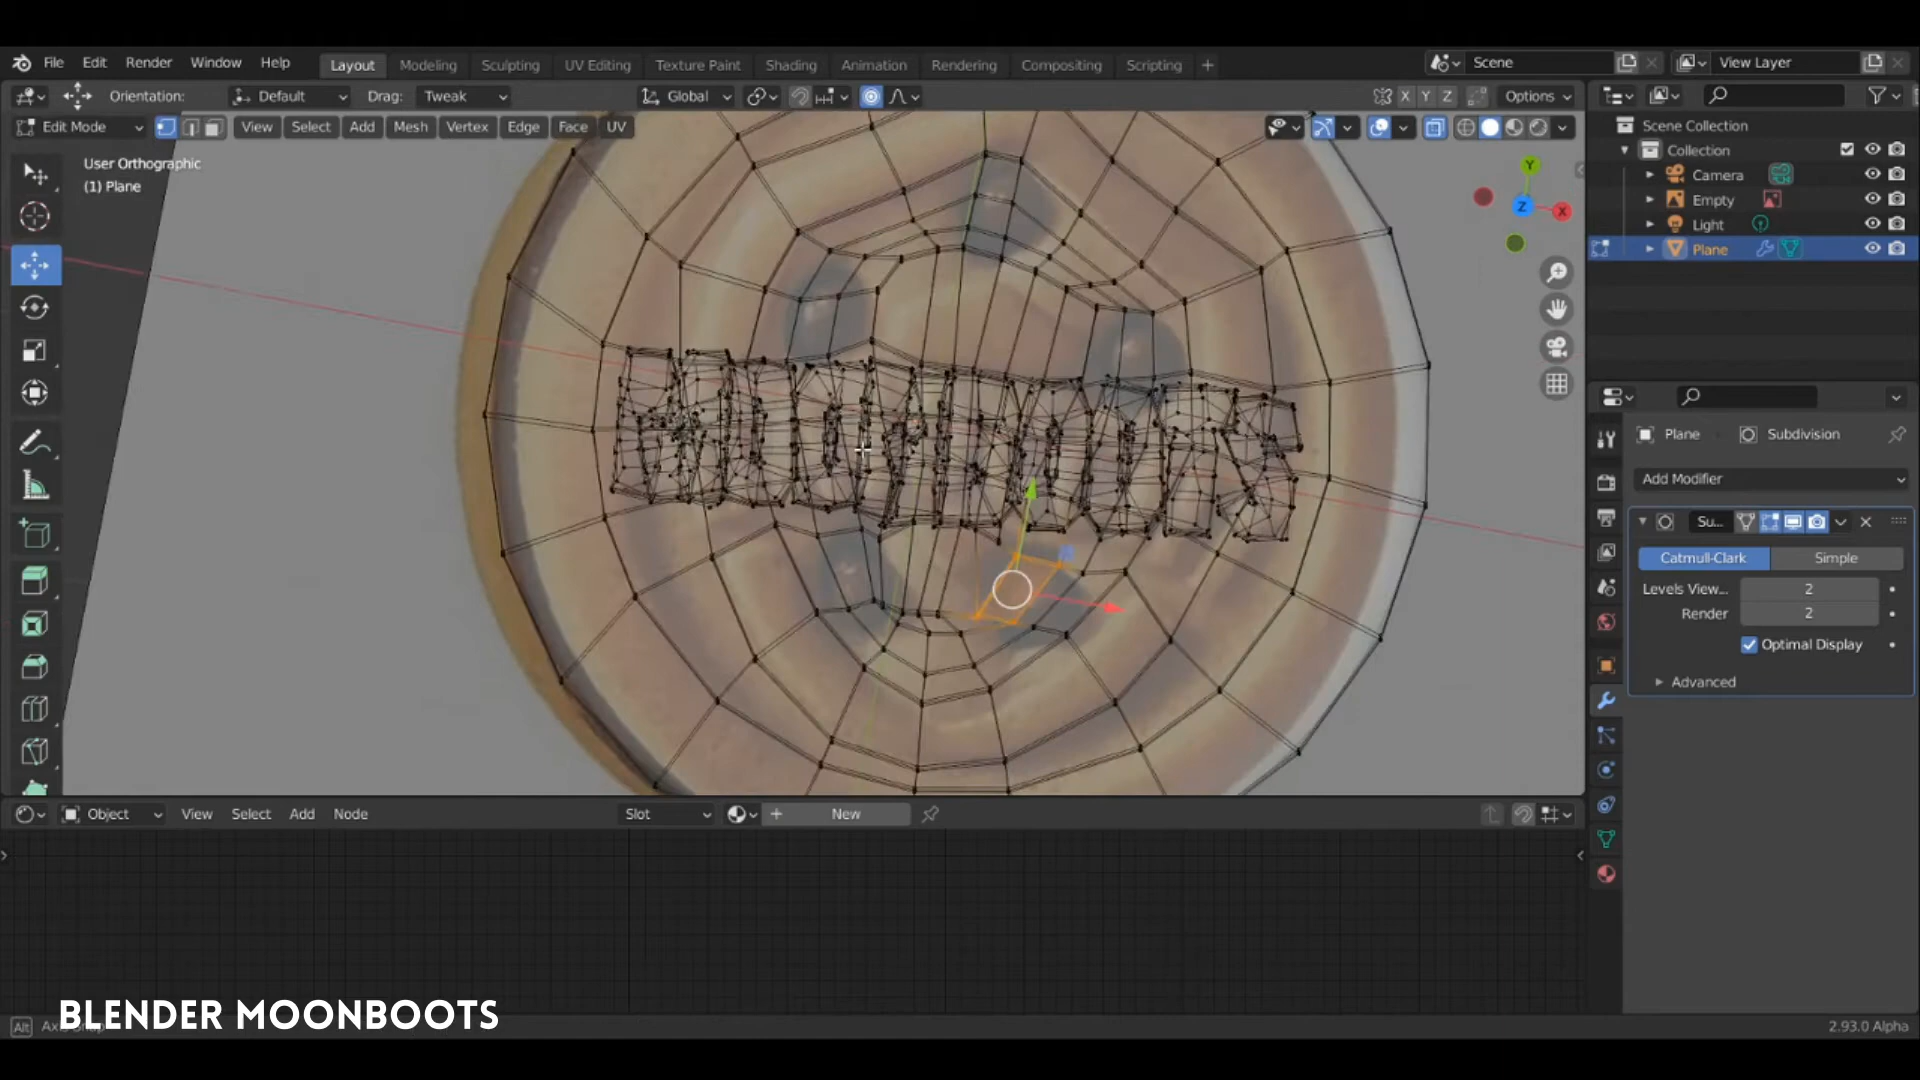 File Edit Render Window Help Layout Modeling Sculpting UV Editing Texture Paint Shading Animation Rendering Compositing Scripting + Scene View Layer
Orientation: Default Drag: Tweak Global X Y Z Options
Edit Mode View Select Add Mesh Vertex Edge Face UV
User Orthographic
(1) Plane
Y
Z
X
Scene Collection
Collection
Camera
Empty
Light
Plane
Plane Subdivision
Add Modifier
Su...
Catmull-Clark Simple
Levels View... 2
Render 2
Optimal Display
Advanced
Object View Select Add Node Slot New
BLENDER MOONBOOTS
Alt
2.93.0 Alpha